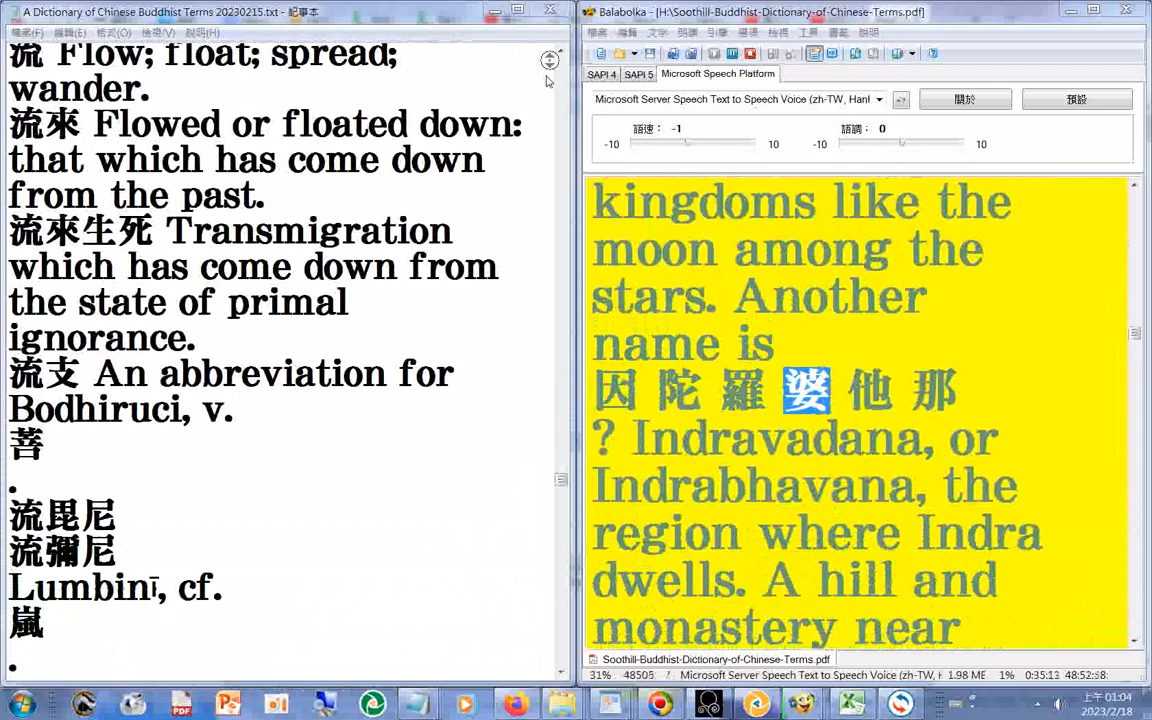 A Dictionary of Chinese Buddhist Terms 20230215.txt - 記事本
檔案(F) 編輯(E) 格式(O) 檢視(V) 說明(H)
流 Flow; float; spread;
wander.
流來 Flowed or floated down:
that which has come down
from the past.
流來生死 Transmigration
which has come down from
the state of primal
ignorance.
流支 An abbreviation for
Bodhiruci, v.
菩
.
流毘尼
流彌尼
Lumbinī, cf.
嵐
.
Balabolka - [H:\Soothill-Buddhist-Dictionary-of-Chinese-Terms.pdf]
檔案 編輯 文字 朗讀 引擎 選項 檢視 工具 書籤 說明
SAPI 4 SAPI 5 Microsoft Speech Platform
Microsoft Server Speech Text to Speech Voice (zh-TW, Hanl
關於
預設
語速： -1
語調： 0
-10 10 -10 10
kingdoms like the
moon among the
stars. Another
name is
因 陀 羅 婆 他 那
? Indravadana, or
Indrabhavana, the
region where Indra
dwells. A hill and
monastery near
Soothill-Buddhist-Dictionary-of-Chinese-Terms.pdf
31% 48505 Microsoft Server Speech Text to Speech Voice (zh-TW, H 1.98 ME 1% 0:35:13 48:52:58
上午 01:04
2023/2/18